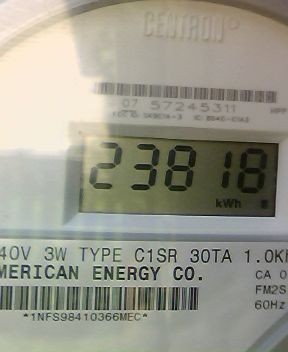 CENTRON®
07 57245311
23818
kWh
40V 3W TYPE C1SR 30TA 1.0K
MERICAN ENERGY CO.
CA 0
FM2S
60Hz
*1NFS98410366MEC*